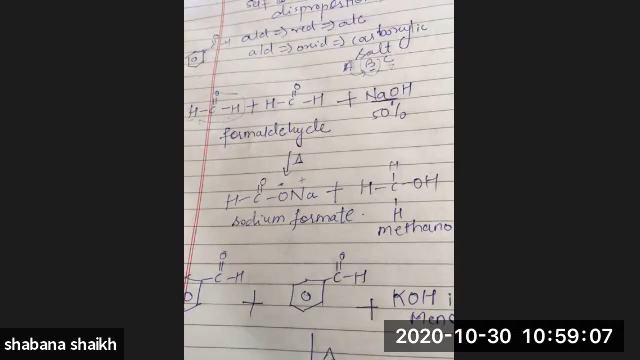 disproportion
ald ⇒ red ⇒ alc
ald ⇒ oxid ⇒ carboxylic
salt
A B C
O O
H-C-H + H-C-H + NaOH
50%
formaldehyde
Δ
O H
H-C-ONa + H-C-OH
H
sodium formate.
methano
O O
C-H C-H
+ + KOH i
Δ
shabana shaikh
2020-10-30 10:59:07